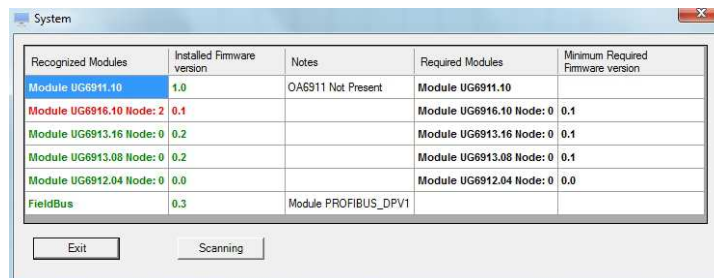 System
Recognized Modules Installed Firmware version Notes Required Modules Minimum Required Firmware version
Module UG6911.10 1.0 OA6911 Not Present Module UG6911.10
Module UG6916.10 Node: 2 0.1 Module UG6916.10 Node: 0 0.1
Module UG6913.16 Node: 0 0.2 Module UG6913.16 Node: 0 0.1
Module UG6913.08 Node: 0 0.2 Module UG6913.08 Node: 0 0.1
Module UG6912.04 Node: 0 0.0 Module UG6912.04 Node: 0 0.0
FieldBus 0.3 Module PROFIBUS_DPV1
Exit Scanning